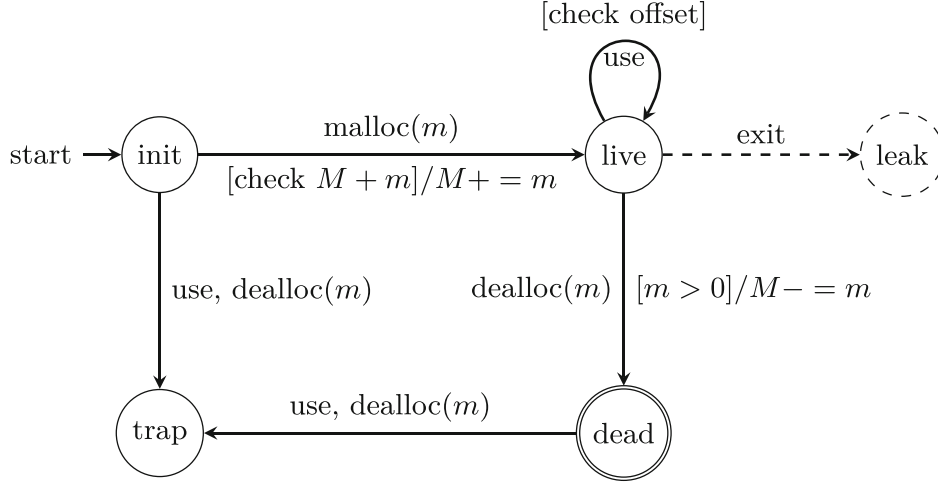 [check offset]
use
malloc(m)
exit
start
init
live
leak
[check M + m]/M+ = m
use, dealloc(m)
dealloc(m)
[m > 0]/M− = m
use, dealloc(m)
trap
dead